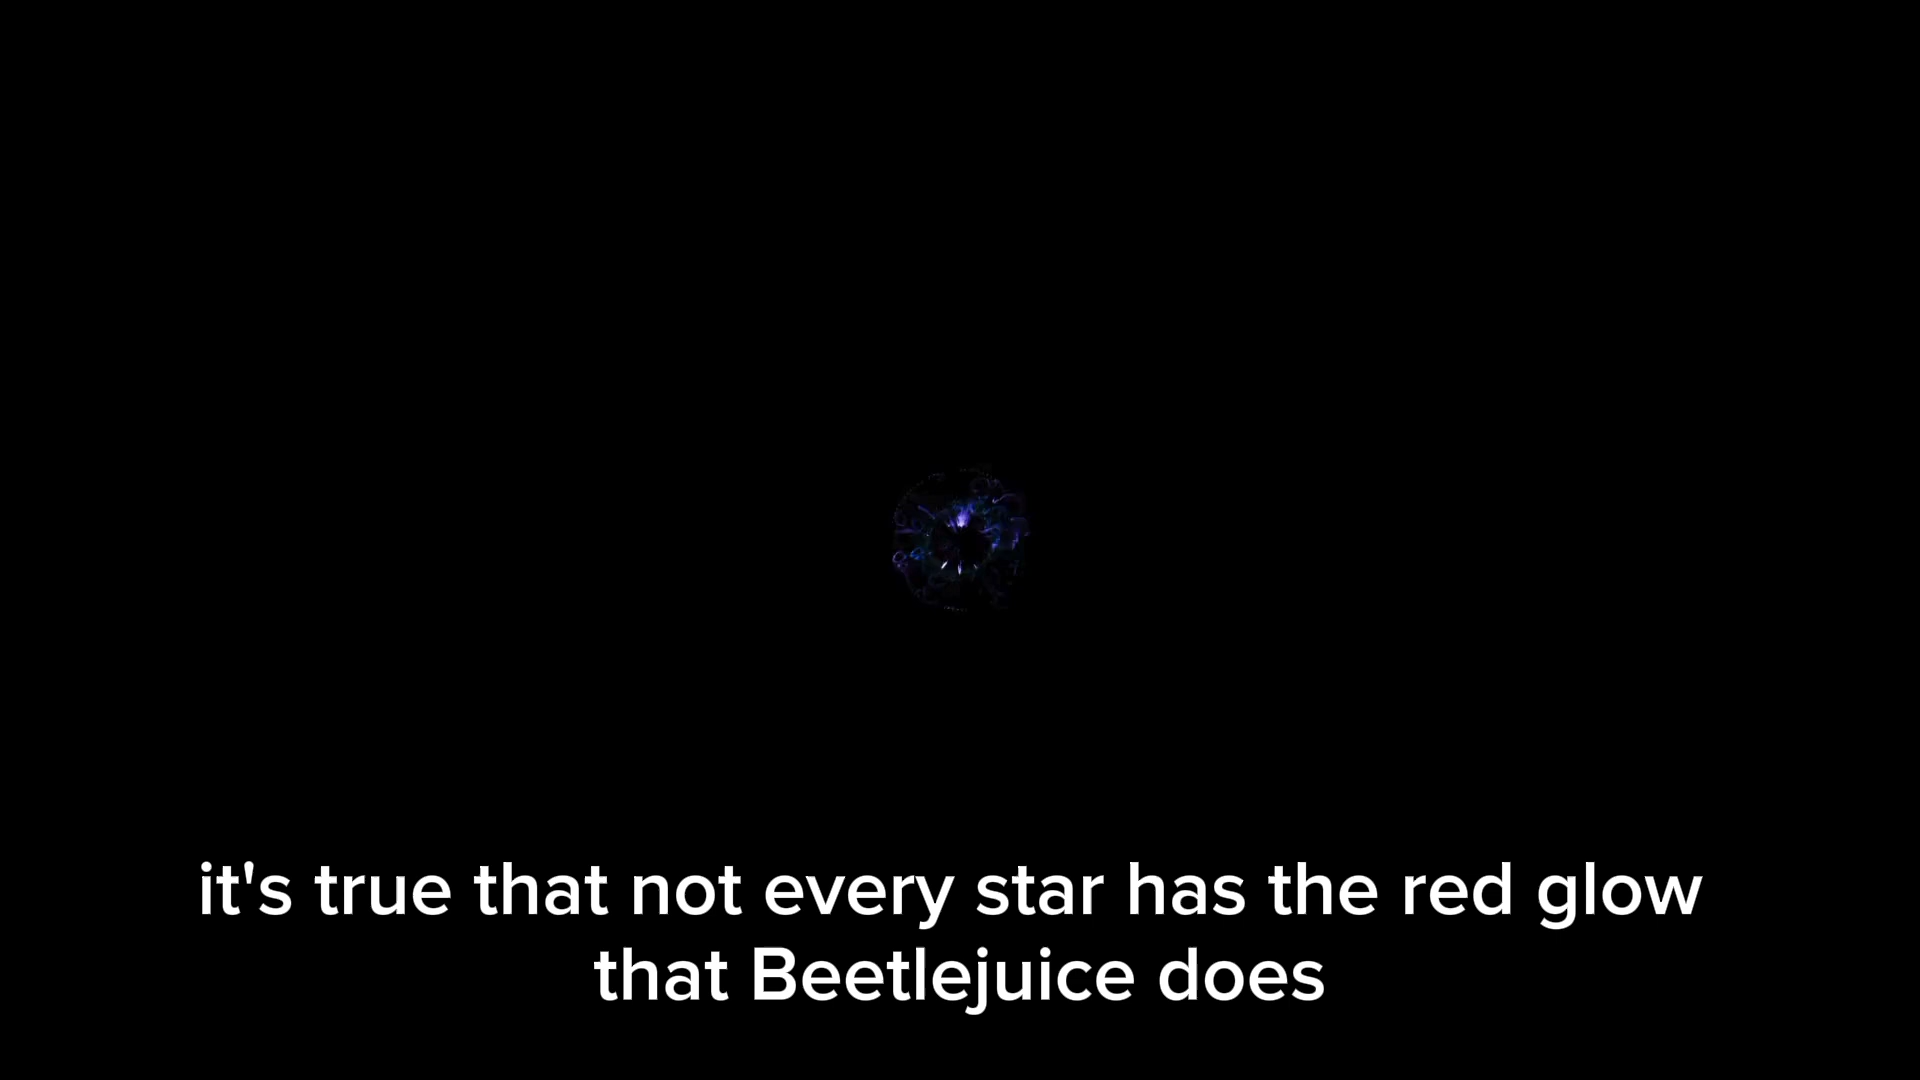 it's true that not every star has the red glow
that Beetlejuice does